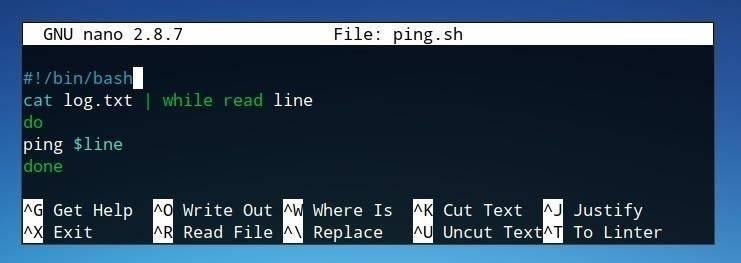 GNU nano 2.8.7 File: ping.sh
#!/bin/bash
cat log.txt | while read line
do
ping $line
done
^G Get Help ^O Write Out ^W Where Is ^K Cut Text ^J Justify
^X Exit ^R Read File ^\ Replace ^U Uncut Text ^T To Linter